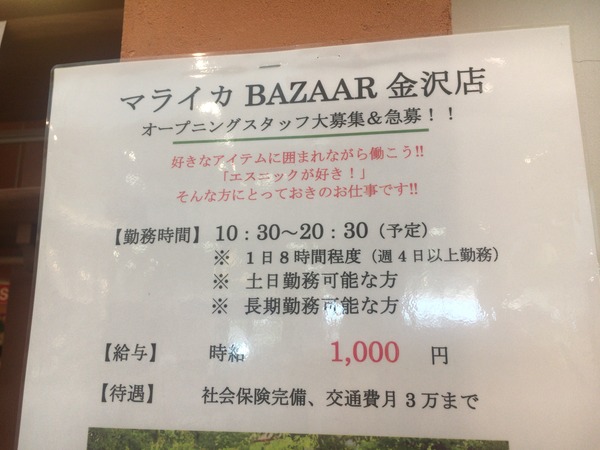 マライカ BAZAAR 金沢店
オープニングスタッフ大募集＆急募！！
好きなアイテムに囲まれながら働こう!!
「エスニックが好き！」
そんな方にとっておきのお仕事です!!
【勤務時間】10：30～20：30（予定）
※ 1日8時間程度（週4日以上勤務）
※ 土日勤務可能な方
※ 長期勤務可能な方
【給与】 時給 1,000 円
【待遇】 社会保険完備、交通費月3万まで